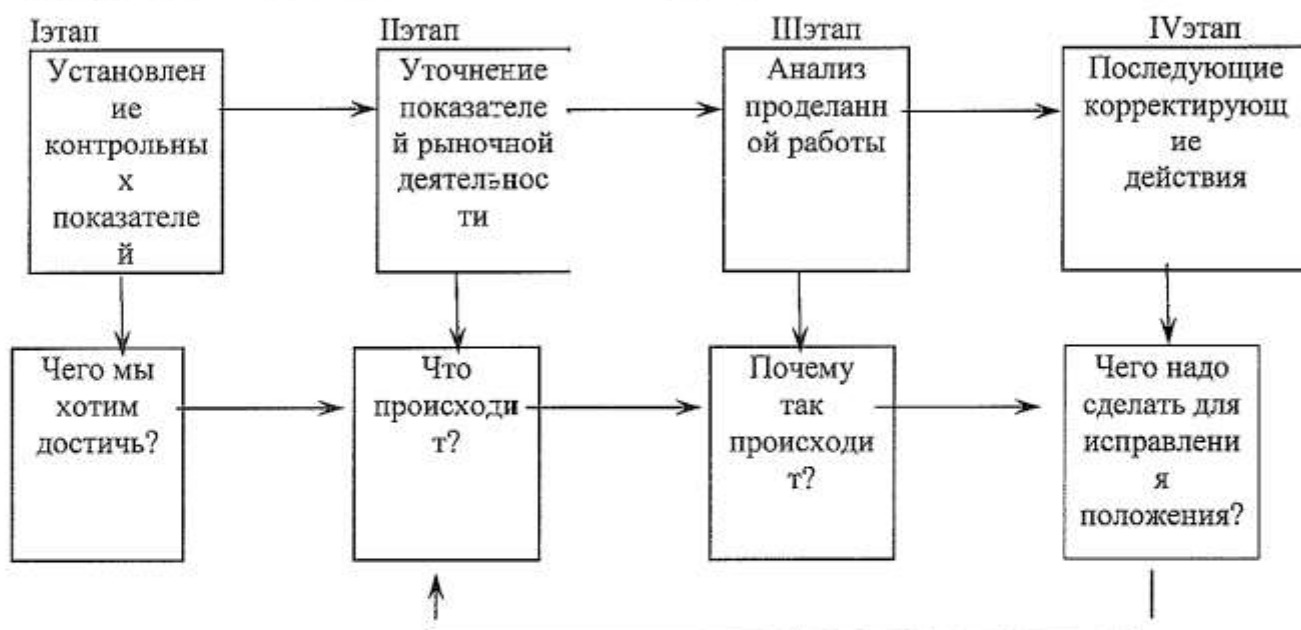 Iэтап
IIэтап
IIIэтап
IVэтап
Установлен
ие
контрольны
х
показателе
й
Уточнение
показателе
й рыночной
деятельнос
ти
Анализ
проделанн
ой работы
Последующие
корректирующ
ие
действия
Чего мы
хотим
достичь?
Что
происходи
т?
Почему
так
происходи
т?
Чего надо
сделать для
исправлени
я
положения?